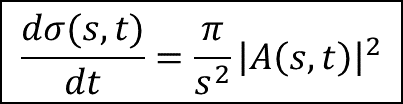 dσ(s,t)/dt = π/s² |A(s,t)|²